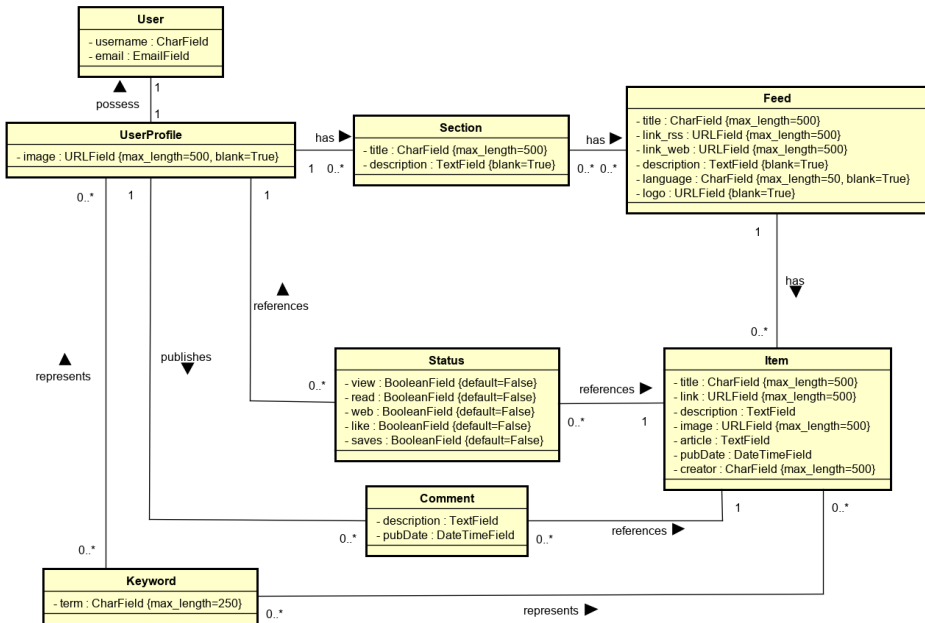 User
- username : CharField
- email : EmailField
1
possess
1
UserProfile
- image : URLField {max_length=500, blank=True}
has
1
0..*
Section
- title : CharField {max_length=500}
- description : TextField {blank=True}
has
0..*
0..*
Feed
- title : CharField {max_length=500}
- link_rss : URLField {max_length=500}
- link_web : URLField {max_length=500}
- description : TextField {blank=True}
- language : CharField {max_length=50, blank=True}
- logo : URLField {blank=True}
0..*
1
1
1
has
references
0..*
publishes
represents
Status
- view : BooleanField {default=False}
- read : BooleanField {default=False}
- web : BooleanField {default=False}
- like : BooleanField {default=False}
- saves : BooleanField {default=False}
0..*
references
0..*
1
Item
- title : CharField {max_length=500}
- link : URLField {max_length=500}
- description : TextField
- image : URLField {max_length=500}
- article : TextField
- pubDate : DateTimeField
- creator : CharField {max_length=500}
Comment
- description : TextField
- pubDate : DateTimeField
0..*
0..*
references
1
0..*
0..*
Keyword
- term : CharField {max_length=250}
0..*
represents